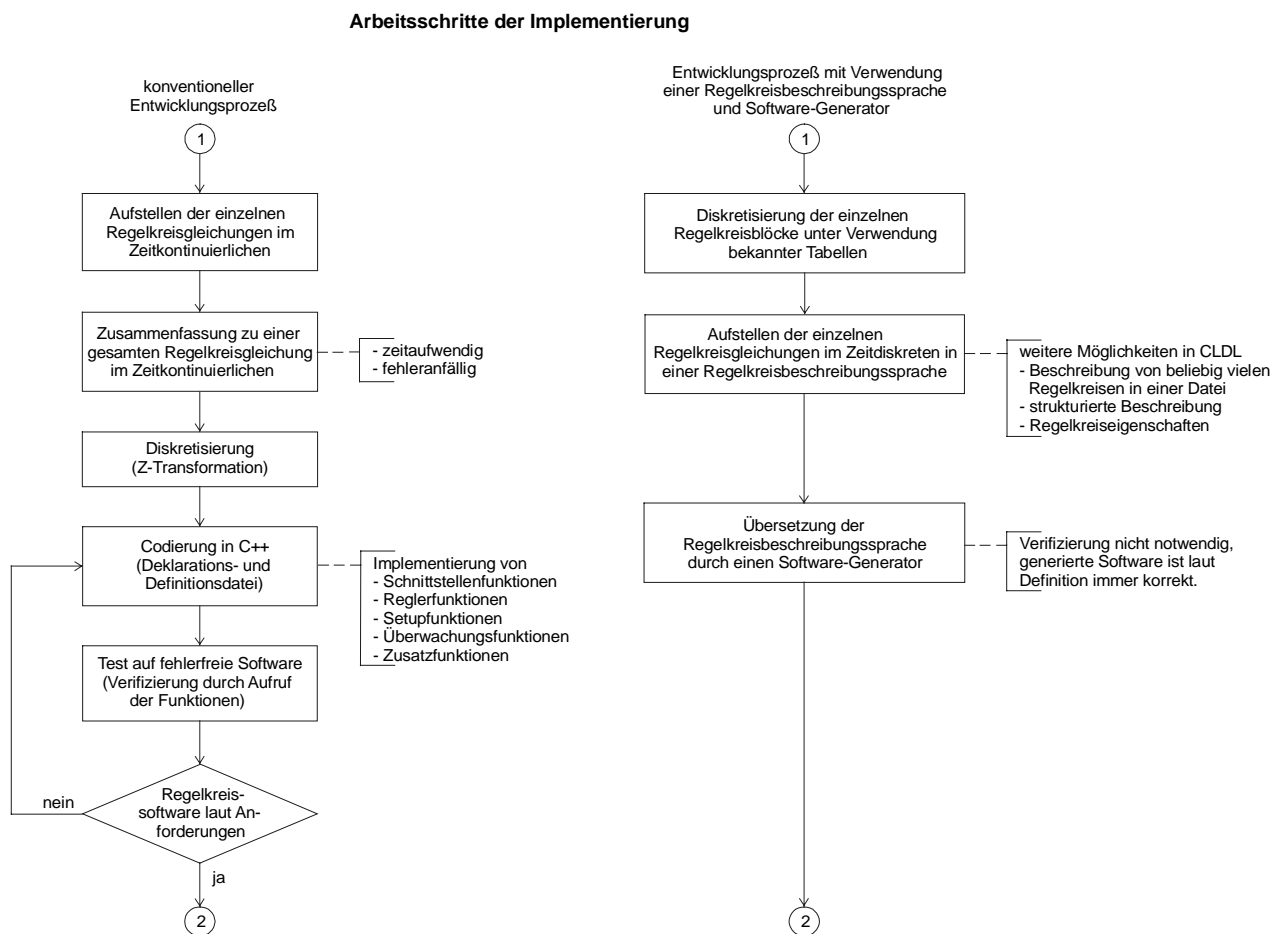 Arbeitsschritte der Implementierung
konventioneller
Entwicklungsprozeß
1
Aufstellen der einzelnen
Regelkreisgleichungen im
Zeitkontinuierlichen
Zusammenfassung zu einer
gesamten Regelkreisgleichung
im Zeitkontinuierlichen
- zeitaufwendig
- fehleranfällig
Diskretisierung
(Z-Transformation)
Codierung in C++
(Deklarations- und
Definitionsdatei)
Implementierung von
- Schnittstellenfunktionen
- Reglerfunktionen
- Setupfunktionen
- Überwachungsfunktionen
- Zusatzfunktionen
Test auf fehlerfreie Software
(Verifizierung durch Aufruf
der Funktionen)
Regelkreis-
software laut An-
forderungen
nein
ja
2
Entwicklungsprozeß mit Verwendung
einer Regelkreisbeschreibungssprache
und Software-Generator
1
Diskretisierung der einzelnen
Regelkreisblöcke unter Verwendung
bekannter Tabellen
Aufstellen der einzelnen
Regelkreisgleichungen im Zeitdiskreten in
einer Regelkreisbeschreibungssprache
weitere Möglichkeiten in CLDL
- Beschreibung von beliebig vielen
Regelkreisen in einer Datei
- strukturierte Beschreibung
- Regelkreiseigenschaften
Übersetzung der
Regelkreisbeschreibungssprache
durch einen Software-Generator
Verifizierung nicht notwendig,
generierte Software ist laut
Definition immer korrekt.
2